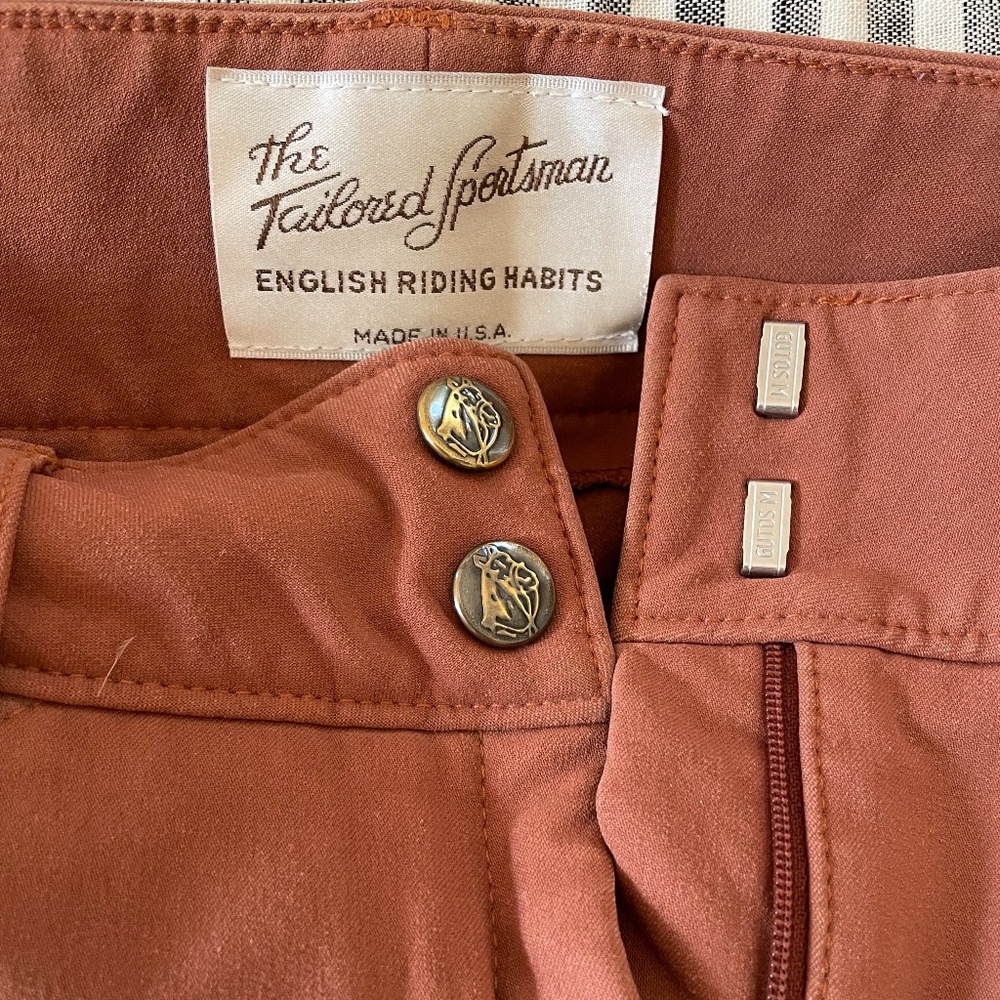 The
Tailored Sportsman
ENGLISH RIDING HABITS
MADE IN U.S.A.
GUTOS M
GUTOS M